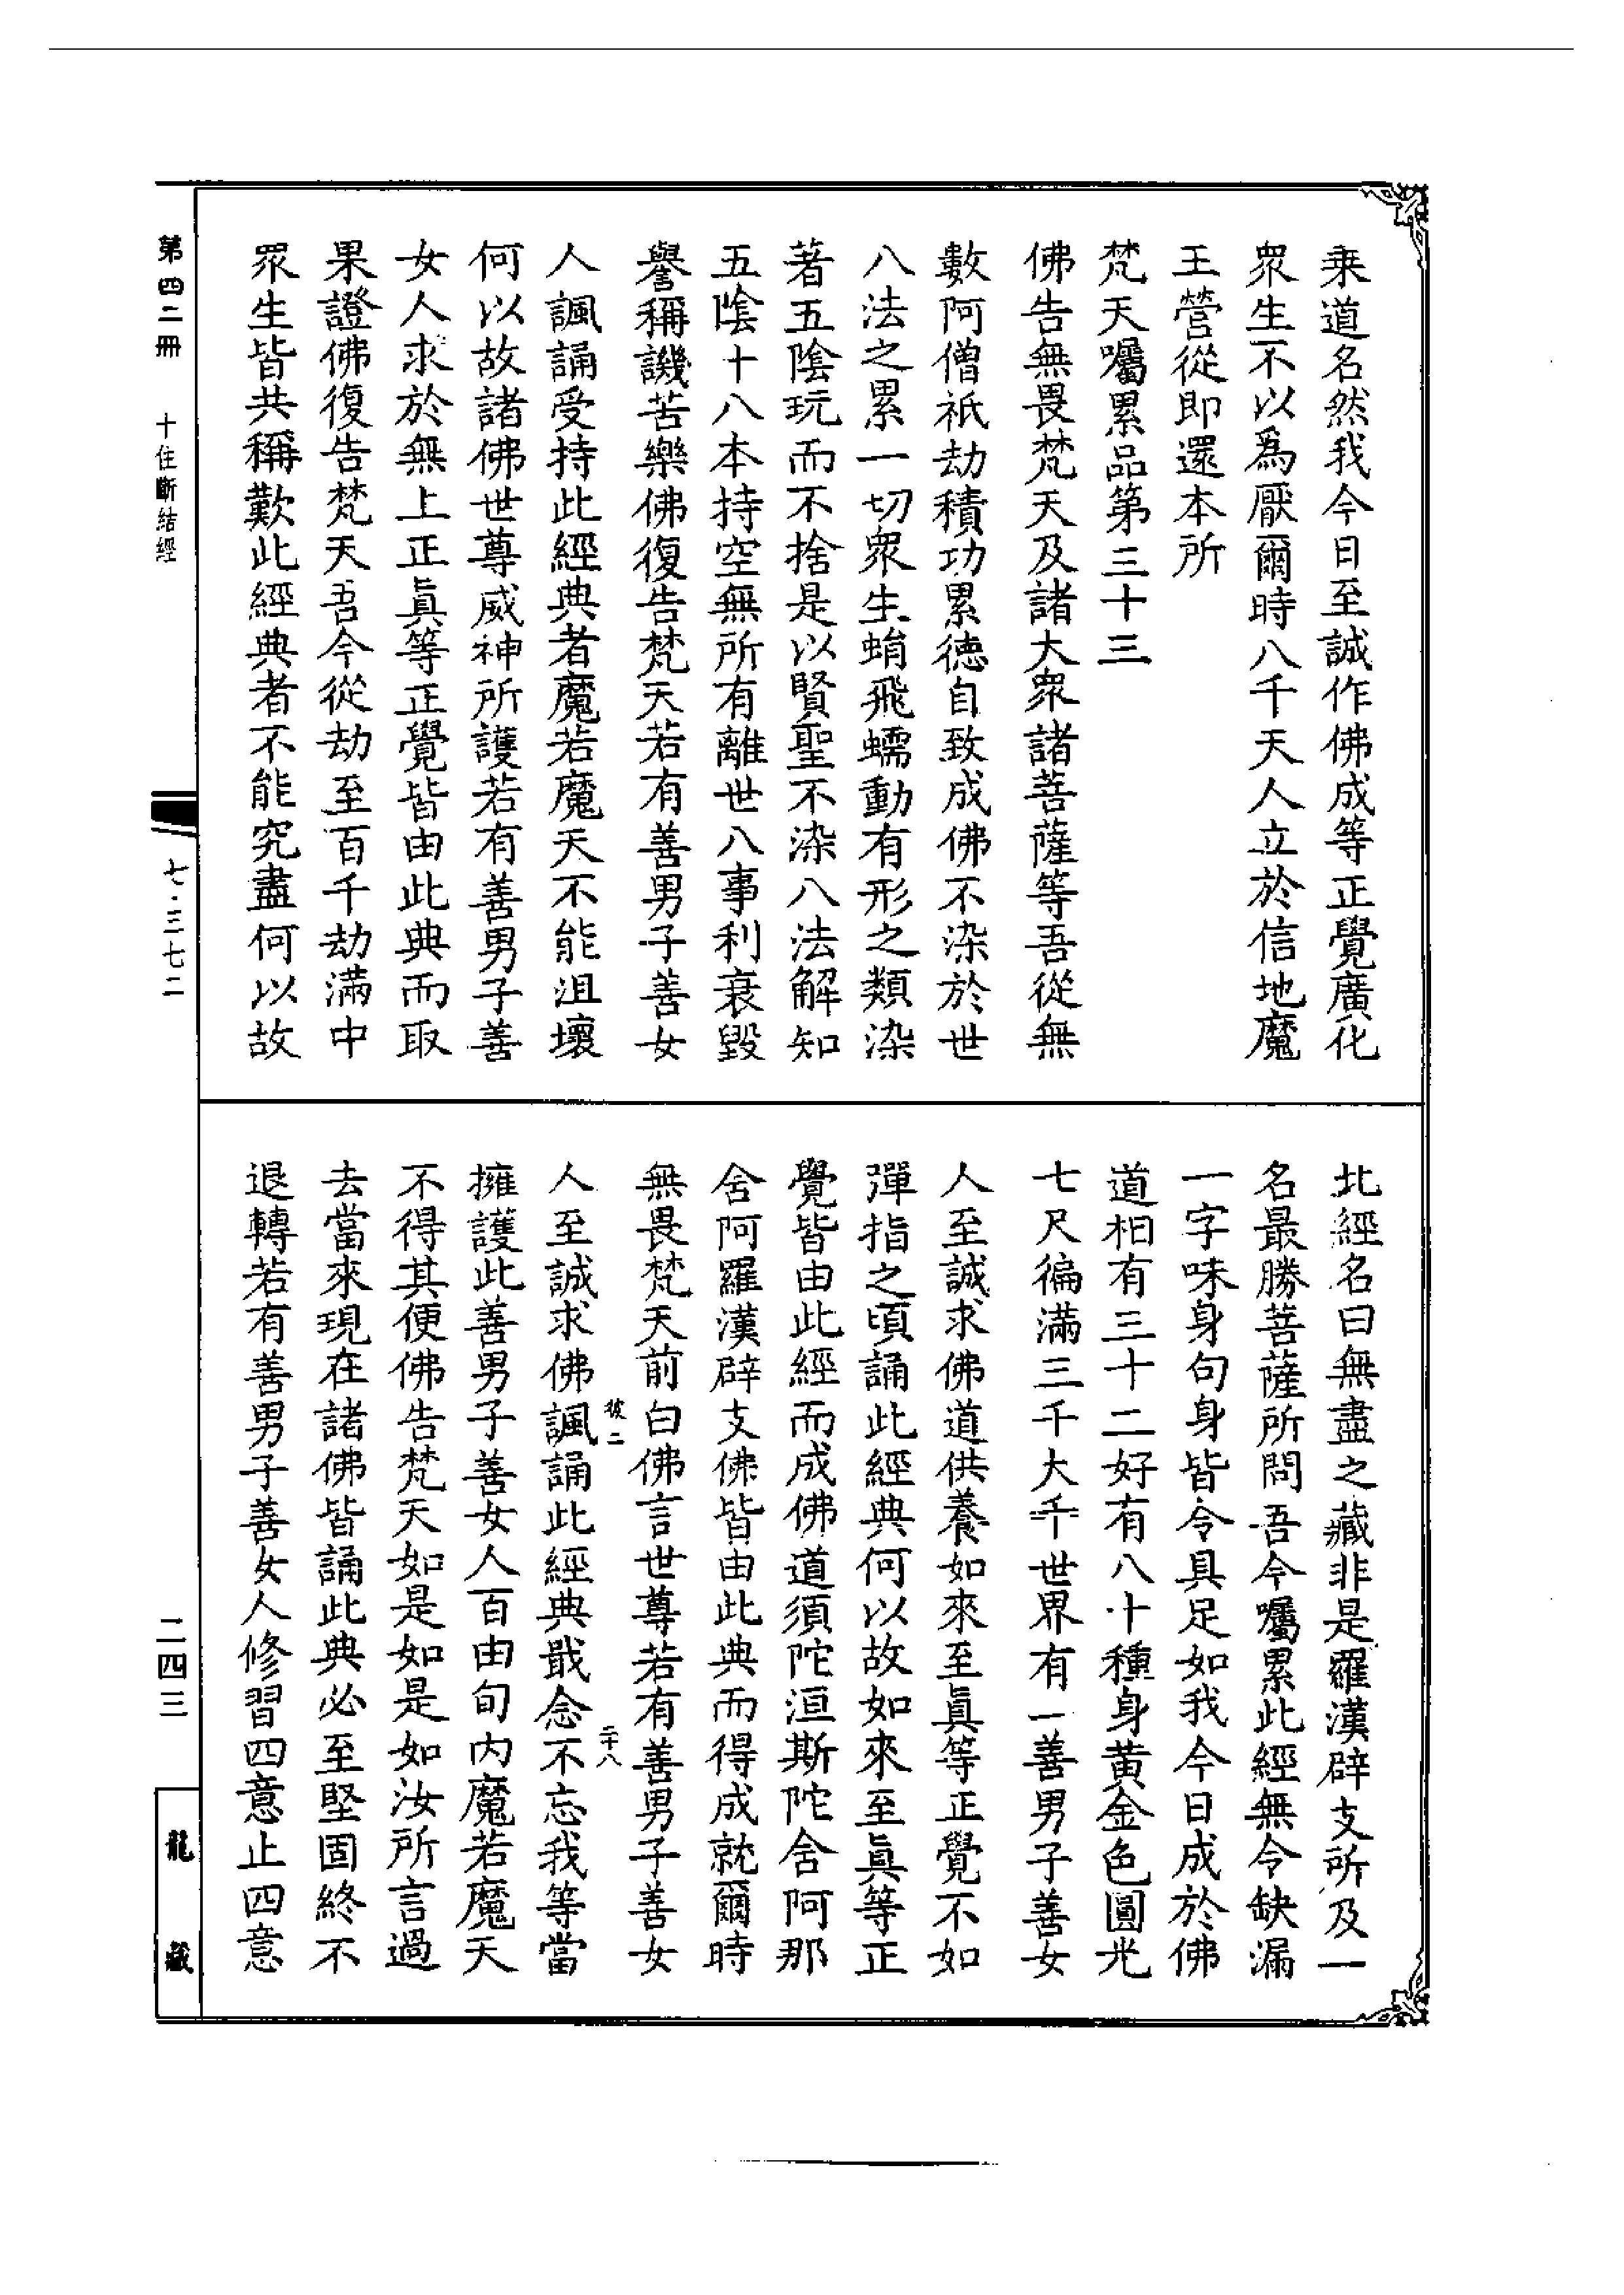 乗道名然我今日至誠作佛成等正覺廣化
衆生不以爲厭爾時八千天人立於信地魔
王營從即還本所
梵天囑累品第三十三
佛告無畏梵天及諸大衆諸菩薩等吾從無
數阿僧祇劫積功累德自致成佛不染於世
八法之累一切衆生蜎飛蠕動有形之類染
著五陰玩而不捨是以賢聖不染八法解知
五陰十八本持空無所有離世八事利衰毀
譽稱譏苦樂佛復告梵天若有善男子善女
人諷誦受持此經典者魔若魔天不能沮壞
何以故諸佛世尊威神所護若有善男子善
女人求於無上正眞等正覺皆由此典而取
果證佛復告梵天吾今從劫至百千劫滿中
眾生皆共稱歎此經典者不能究盡何以故
此經名曰無盡之藏非是羅漢辟支所及一
名最勝菩薩所問吾今囑累此經無令缺漏
一字味身句身皆令具足如我今日成於佛
道相有三十二好有八十種身黃金色圓光
七尺徧滿三千大千世界有一善男子善女
人至誠求佛道供養如來至眞等正覺不如
彈指之頃誦此經典何以故如來至眞等正
覺皆由此經而成佛道須陀洹斯陀含阿那
含阿羅漢辟支佛皆由此典而得成就爾時
無畏梵天前白佛言世尊若有善男子善女
彼二
二十八
人至誠求佛諷誦此經典戢念不忘我等當
擁護此善男子善女人百由旬內魔若魔天
不得其便佛告梵天如是如是如汝所言過
去當來現在諸佛皆誦此典必至堅固終不
退轉若有善男子善女人修習四意止四意
第四二冊
十住斷結經
七·三七二
二四三
龍藏